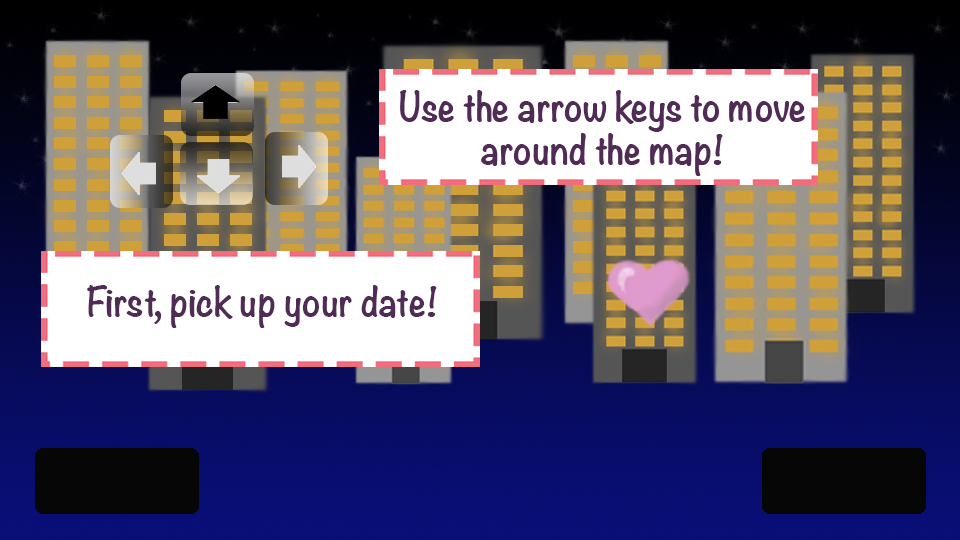 Use the arrow keys to move
around the map!
First, pick up your date!